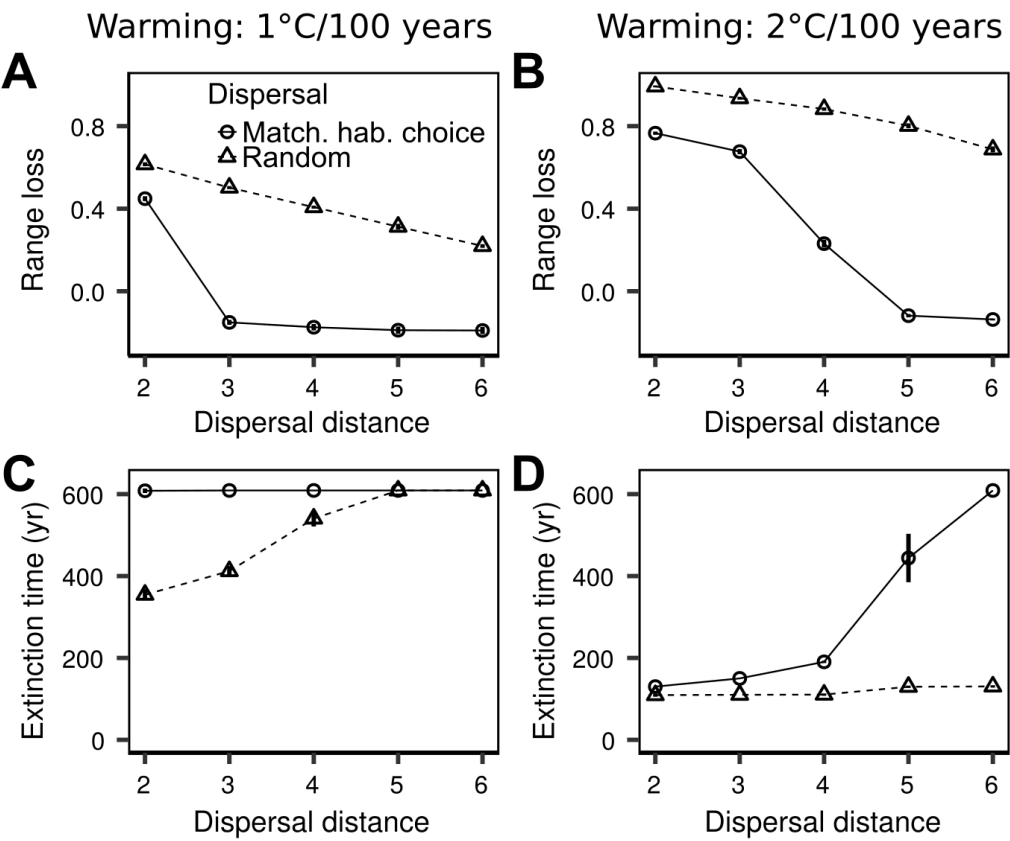 Warming: 1°C/100 years
Warming: 2°C/100 years
A
Range loss
0.8
0.4
0.0
Dispersal
Match. hab. choice
Random
2 3 4 5 6
Dispersal distance
B
Range loss
0.8
0.4
0.0
2 3 4 5 6
Dispersal distance
C
Extinction time (yr)
600
400
200
0
2 3 4 5 6
Dispersal distance
D
Extinction time (yr)
600
400
200
0
2 3 4 5 6
Dispersal distance